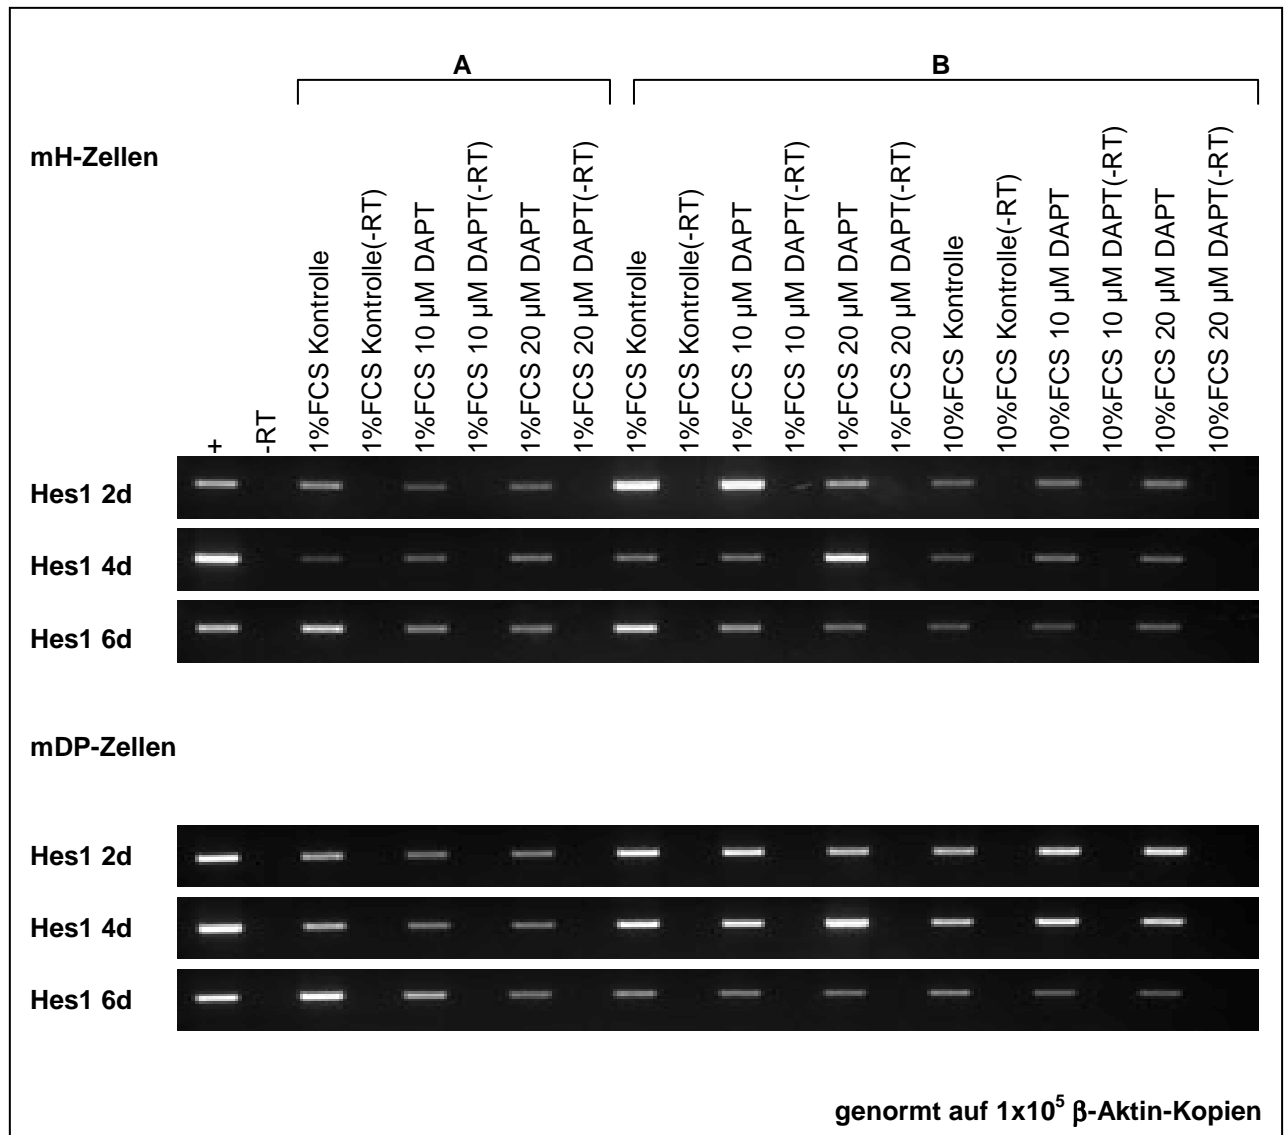 A
B
mH-Zellen
+
-RT
1%FCS Kontrolle
1%FCS Kontrolle(-RT)
1%FCS 10 µM DAPT
1%FCS 10 µM DAPT(-RT)
1%FCS 20 µM DAPT
1%FCS 20 µM DAPT(-RT)
1%FCS Kontrolle
1%FCS Kontrolle(-RT)
1%FCS 10 µM DAPT
1%FCS 10 µM DAPT(-RT)
1%FCS 20 µM DAPT
1%FCS 20 µM DAPT(-RT)
10%FCS Kontrolle
10%FCS Kontrolle(-RT)
10%FCS 10 µM DAPT
10%FCS 10 µM DAPT(-RT)
10%FCS 20 µM DAPT
10%FCS 20 µM DAPT(-RT)
Hes1 2d
Hes1 4d
Hes1 6d
mDP-Zellen
Hes1 2d
Hes1 4d
Hes1 6d
genormt auf 1x10⁵ β-Aktin-Kopien